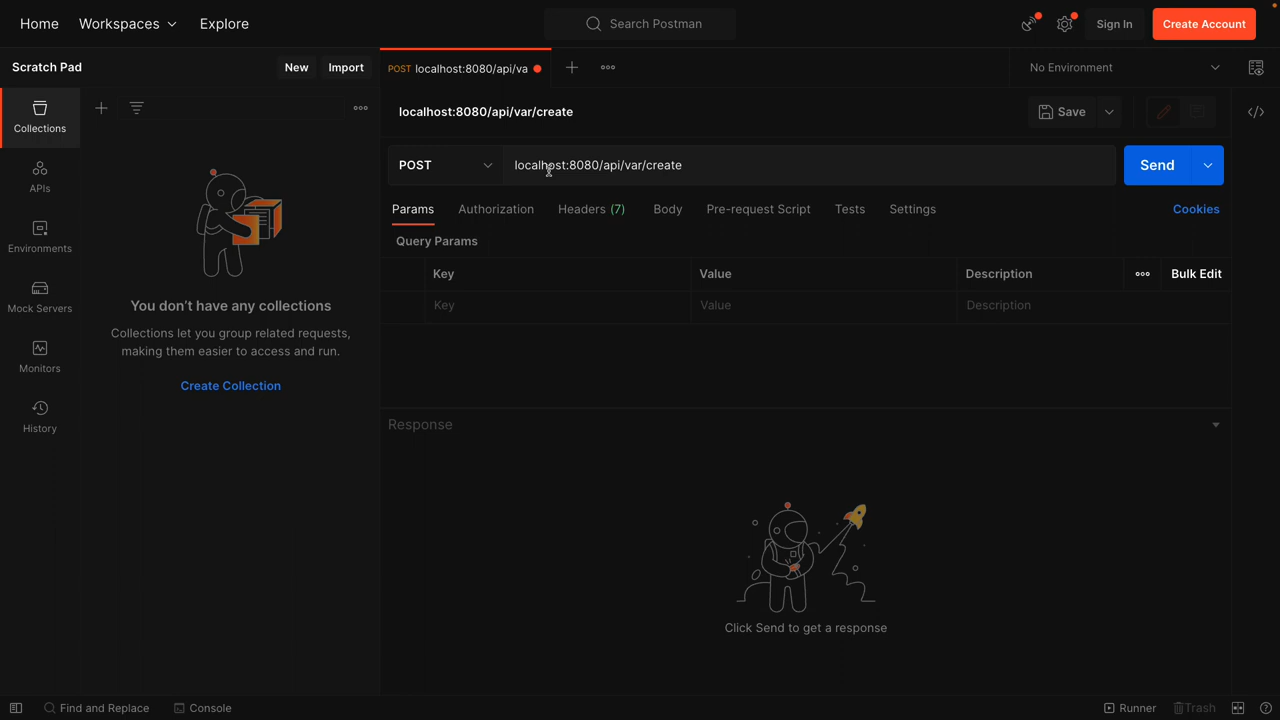 Home Workspaces Explore Search Postman Sign In Create Account
Scratch Pad New Import POST localhost:8080/api/va No Environment
Collections
APIs
Environments
Mock Servers
Monitors
History
You don't have any collections
Collections let you group related requests,
making them easier to access and run.
Create Collection
localhost:8080/api/var/create Save
POST localhost:8080/api/var/create Send
Params Authorization Headers (7) Body Pre-request Script Tests Settings Cookies
Query Params
Key Value Description Bulk Edit
Key Value Description
Response
Click Send to get a response
Find and Replace Console Runner Trash